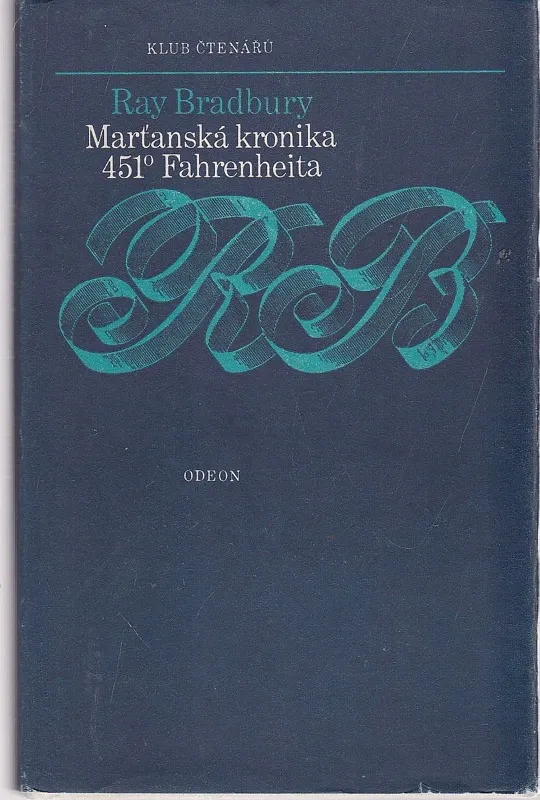 KLUB ČTENÁŘŮ
Ray Bradbury
Marťanská kronika
451° Fahrenheita
RB
ODEON